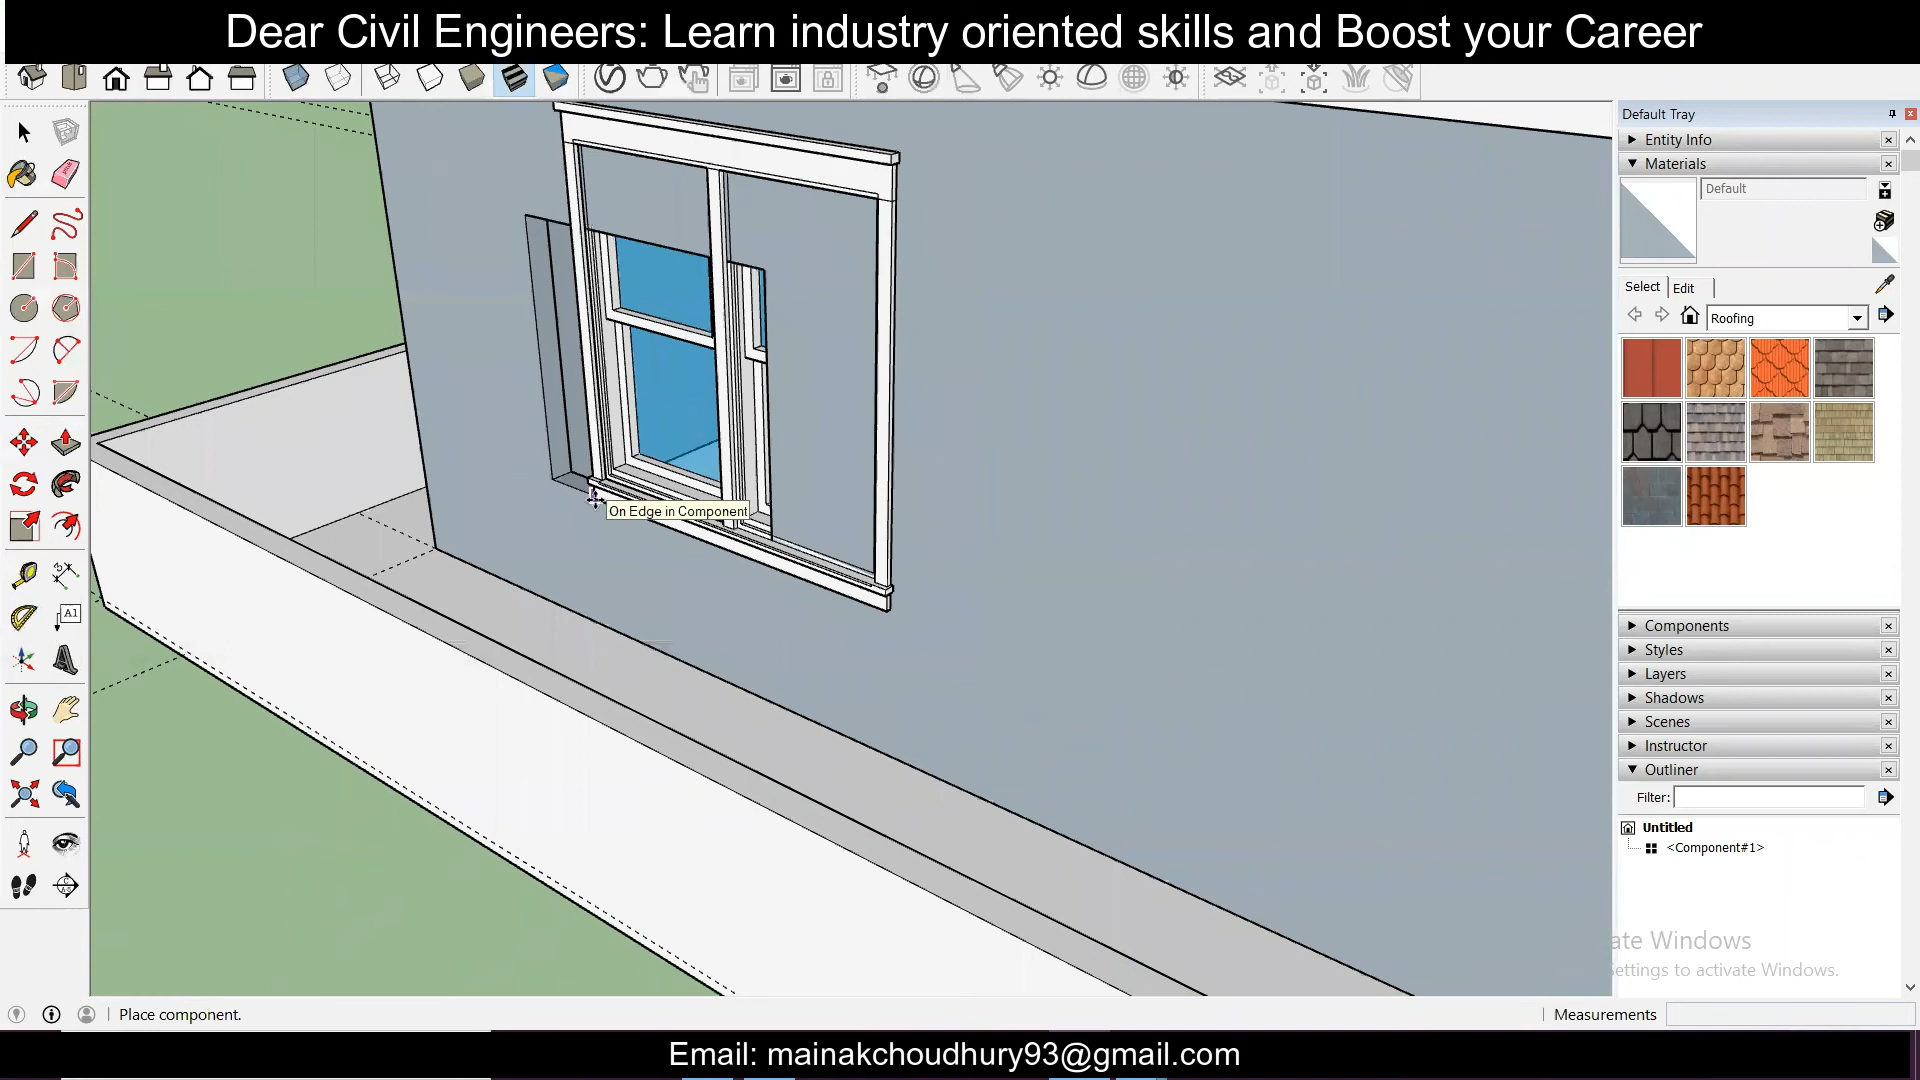 Dear Civil Engineers: Learn industry oriented skills and Boost your Career
Default Tray
Entity Info
Materials
Default
Select
Edit
Roofing
A1
On Edge in Component
Components
Styles
Layers
Shadows
Scenes
Instructor
Outliner
Filter:
Untitled
<Component#1>
ate Windows
ettings to activate Windows.
Place component.
Measurements
Email: mainakchoudhury93@gmail.com